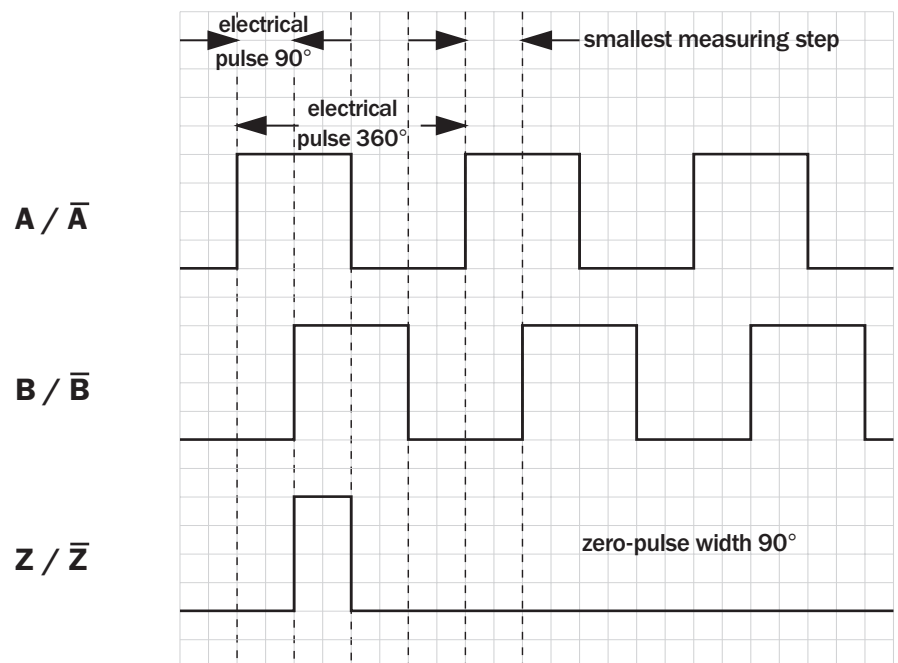 electrical
pulse 90°
smallest measuring step
electrical
pulse 360°
A / A̅
B / B̅
Z / Z̅
zero-pulse width 90°